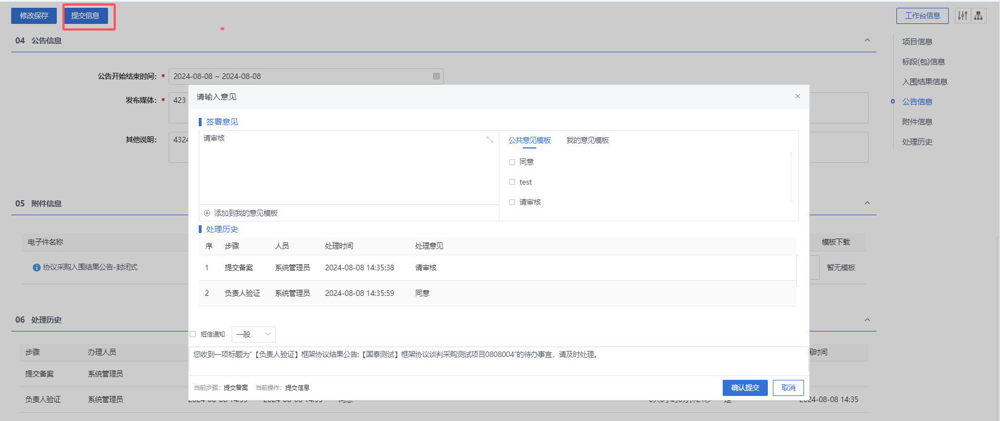 修改保存 提交信息 工作台信息
04 公告信息
项目信息
标段(包)信息
入围结果信息
公告信息
附件信息
处理历史
公告开始结束时间: * 2024-08-08 ~ 2024-08-08
发布媒体: * 423
其他说明: 4324
请输入意见 ×
签署意见
请审核
公共意见模板 我的意见模板
同意
test
请审核
添加到我的意见模板
处理历史
序 步骤 人员 处理时间 处理意见
1 提交备案 系统管理员 2024-08-08 14:35:38 请审核
2 负责人验证 系统管理员 2024-08-08 14:35:59 同意
短信通知 一般
您收到一项标题为“【负责人验证】框架协议结果公告:【国泰测试】框架协议谈判采购测试项目0808004”的待办事宜，请及时处理。
当前步骤: 提交备案 当前操作: 提交信息
确认提交 取消
05 附件信息
电子件名称 模板下载
协议采购入围结果公告-封闭式 暂无模板
06 处理历史
步骤 办理人员 时间
提交备案 系统管理员
负责人验证 系统管理员 2024-08-08 14:35